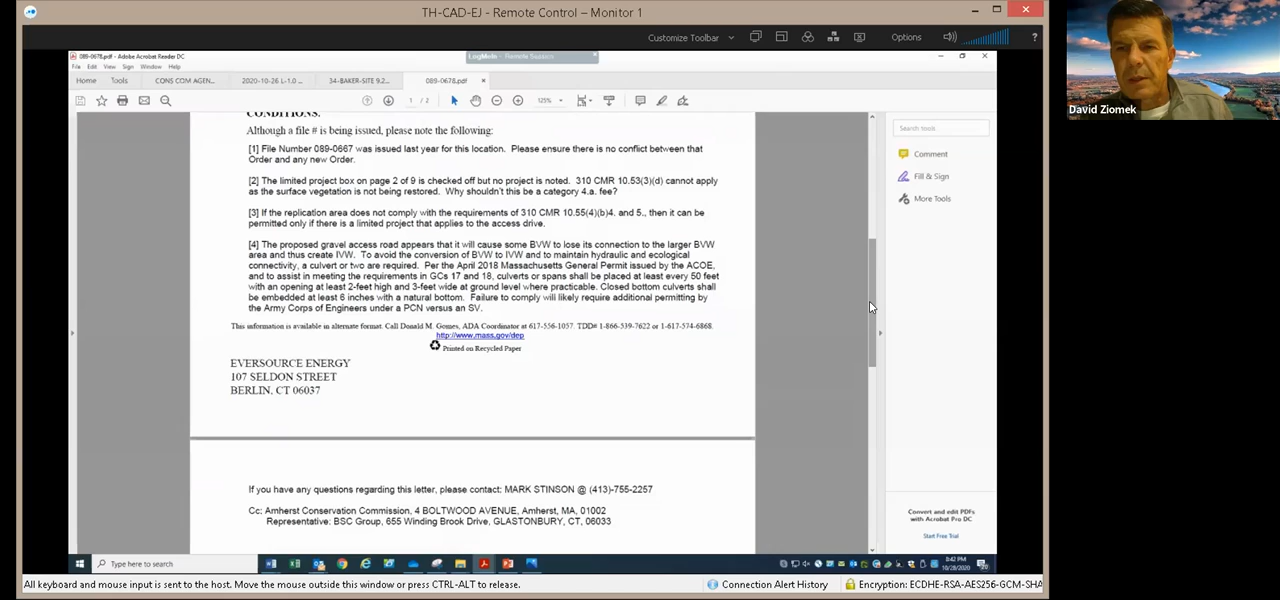 TH-CAD-EJ - Remote Control – Monitor 1
Customize Toolbar
Options
?
089-0678.pdf - Adobe Acrobat Reader DC
File Edit View Sign Window Help
LogMeIn - Remote Session
Home Tools CONS COM AGEN... 2020-10-26 L-1.0 ... 34-BAKER-SITE 9.2... 089-0678.pdf ×
1 / 2 125%
CONDITIONS.
Although a file # is being issued, please note the following:
[1] File Number 089-0667 was issued last year for this location. Please ensure there is no conflict between that
Order and any new Order.
[2] The limited project box on page 2 of 9 is checked off but no project is noted. 310 CMR 10.53(3)(d) cannot apply
as the surface vegetation is not being restored. Why shouldn't this be a category 4.a. fee?
[3] If the replication area does not comply with the requirements of 310 CMR 10.55(4)(b)4. and 5., then it can be
permitted only if there is a limited project that applies to the access drive.
[4] The proposed gravel access road appears that it will cause some BVW to lose its connection to the larger BVW
area and thus create IVW. To avoid the conversion of BVW to IVW and to maintain hydraulic and ecological
connectivity, a culvert or two are required. Per the April 2018 Massachusetts General Permit issued by the ACOE,
and to assist in meeting the requirements in GCs 17 and 18, culverts or spans shall be placed at least every 50 feet
with an opening at least 2-feet high and 3-feet wide at ground level where practicable. Closed bottom culverts shall
be embedded at least 6 inches with a natural bottom. Failure to comply will likely require additional permitting by
the Army Corps of Engineers under a PCN versus an SV.
This information is available in alternate format. Call Donald M. Gomes, ADA Coordinator at 617-556-1057. TDD# 1-866-539-7622 or 1-617-574-6868.
http://www.mass.gov/dep
Printed on Recycled Paper
EVERSOURCE ENERGY
107 SELDON STREET
BERLIN, CT 06037
If you have any questions regarding this letter, please contact: MARK STINSON @ (413)-755-2257
Cc: Amherst Conservation Commission, 4 BOLTWOOD AVENUE, Amherst, MA, 01002
Representative: BSC Group, 655 Winding Brook Drive, GLASTONBURY, CT, 06033
Search tools
Comment
Fill & Sign
More Tools
Convert and edit PDFs
with Acrobat Pro DC
Start Free Trial
Type here to search
8:42 PM
10/28/2020
All keyboard and mouse input is sent to the host. Move the mouse outside this window or press CTRL-ALT to release.
Connection Alert History
Encryption: ECDHE-RSA-AES256-GCM-SHA
David Ziomek